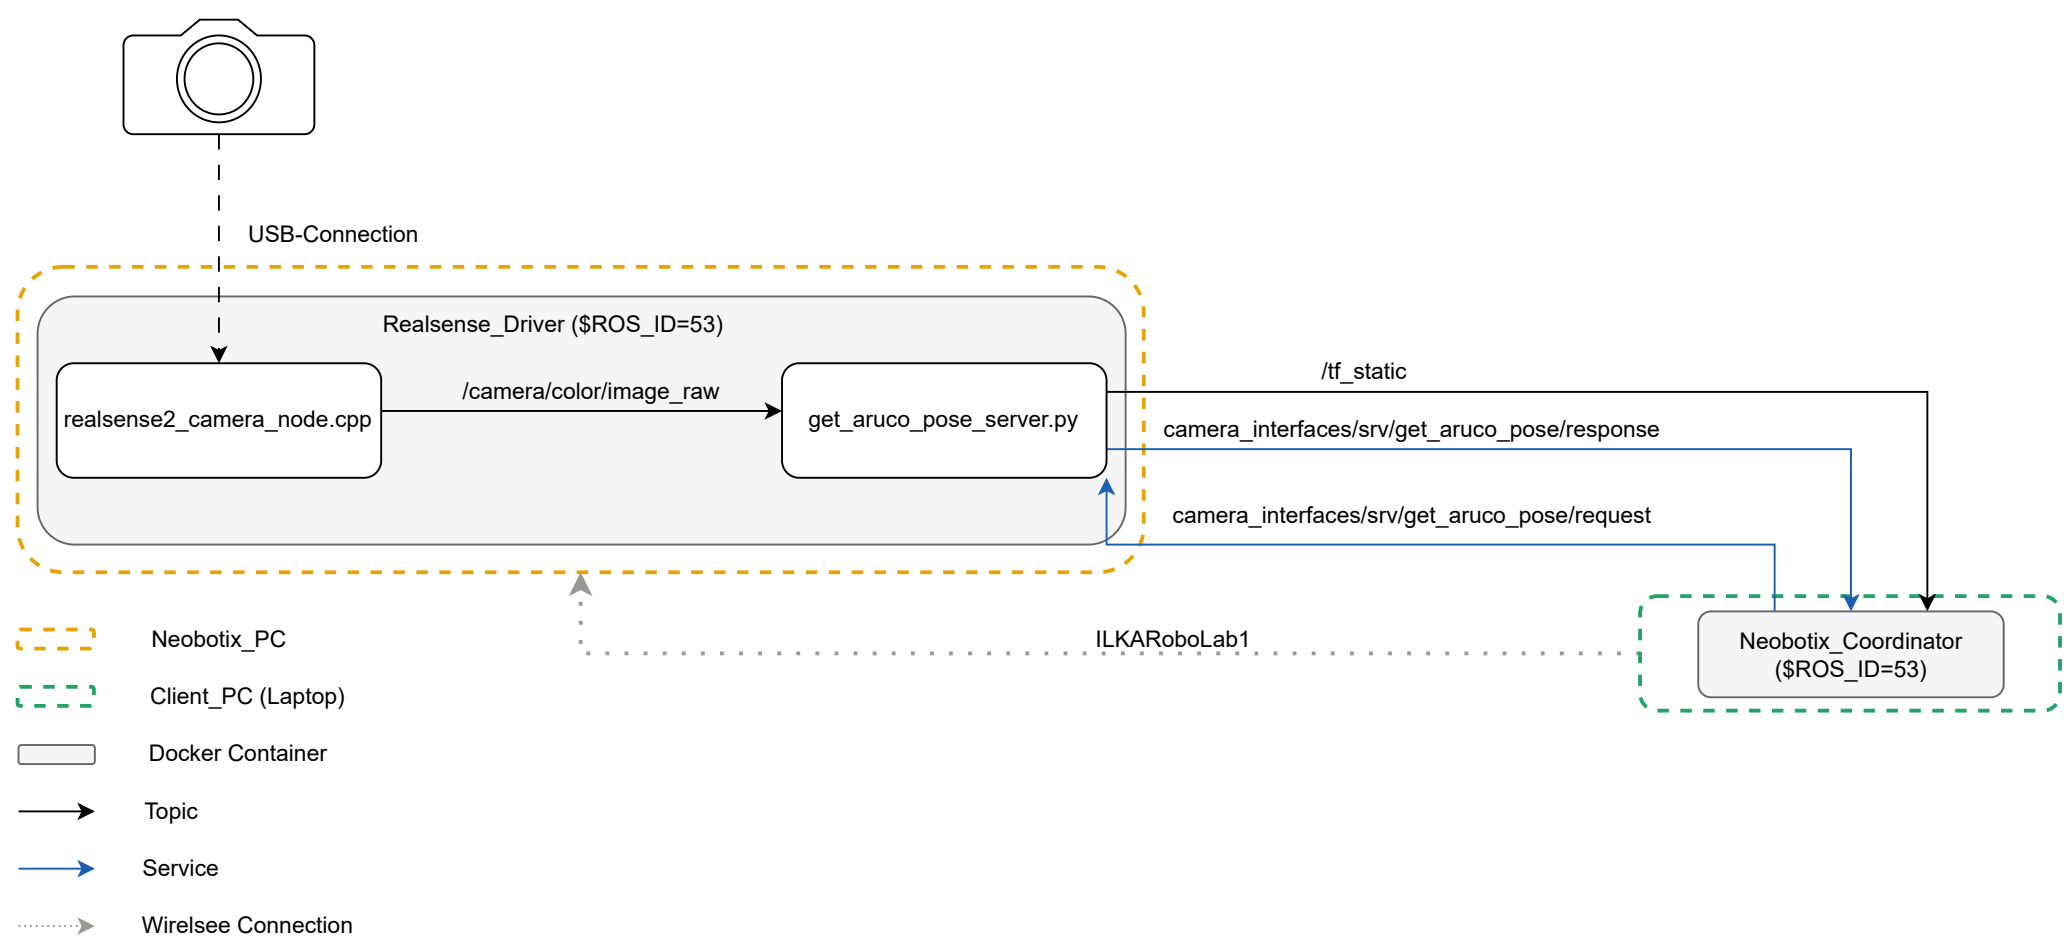 USB-Connection
Realsense_Driver ($ROS_ID=53)
realsense2_camera_node.cpp
/camera/color/image_raw
get_aruco_pose_server.py
/tf_static
camera_interfaces/srv/get_aruco_pose/response
camera_interfaces/srv/get_aruco_pose/request
ILKARoboLab1
Neobotix_Coordinator
($ROS_ID=53)
Neobotix_PC
Client_PC (Laptop)
Docker Container
Topic
Service
Wirelsee Connection